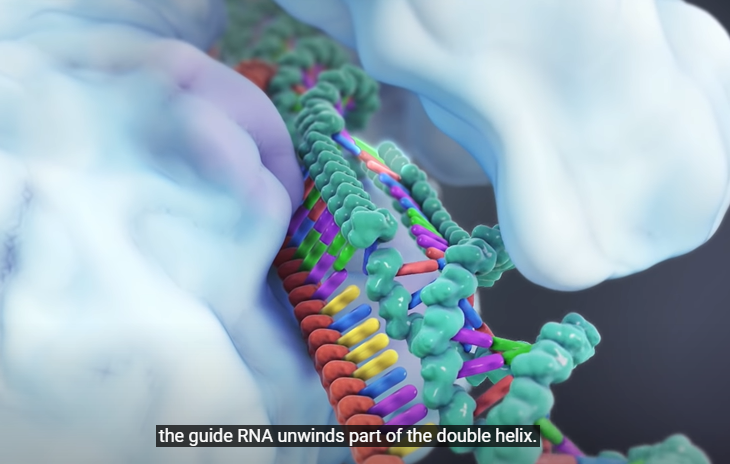 the guide RNA unwinds part of the double helix.